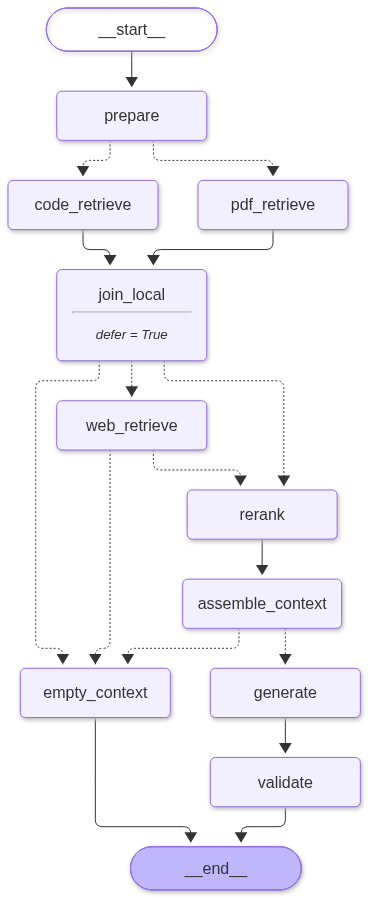 __start__
prepare
code_retrieve
pdf_retrieve
join_local
defer = True
web_retrieve
rerank
assemble_context
empty_context
generate
validate
__end__